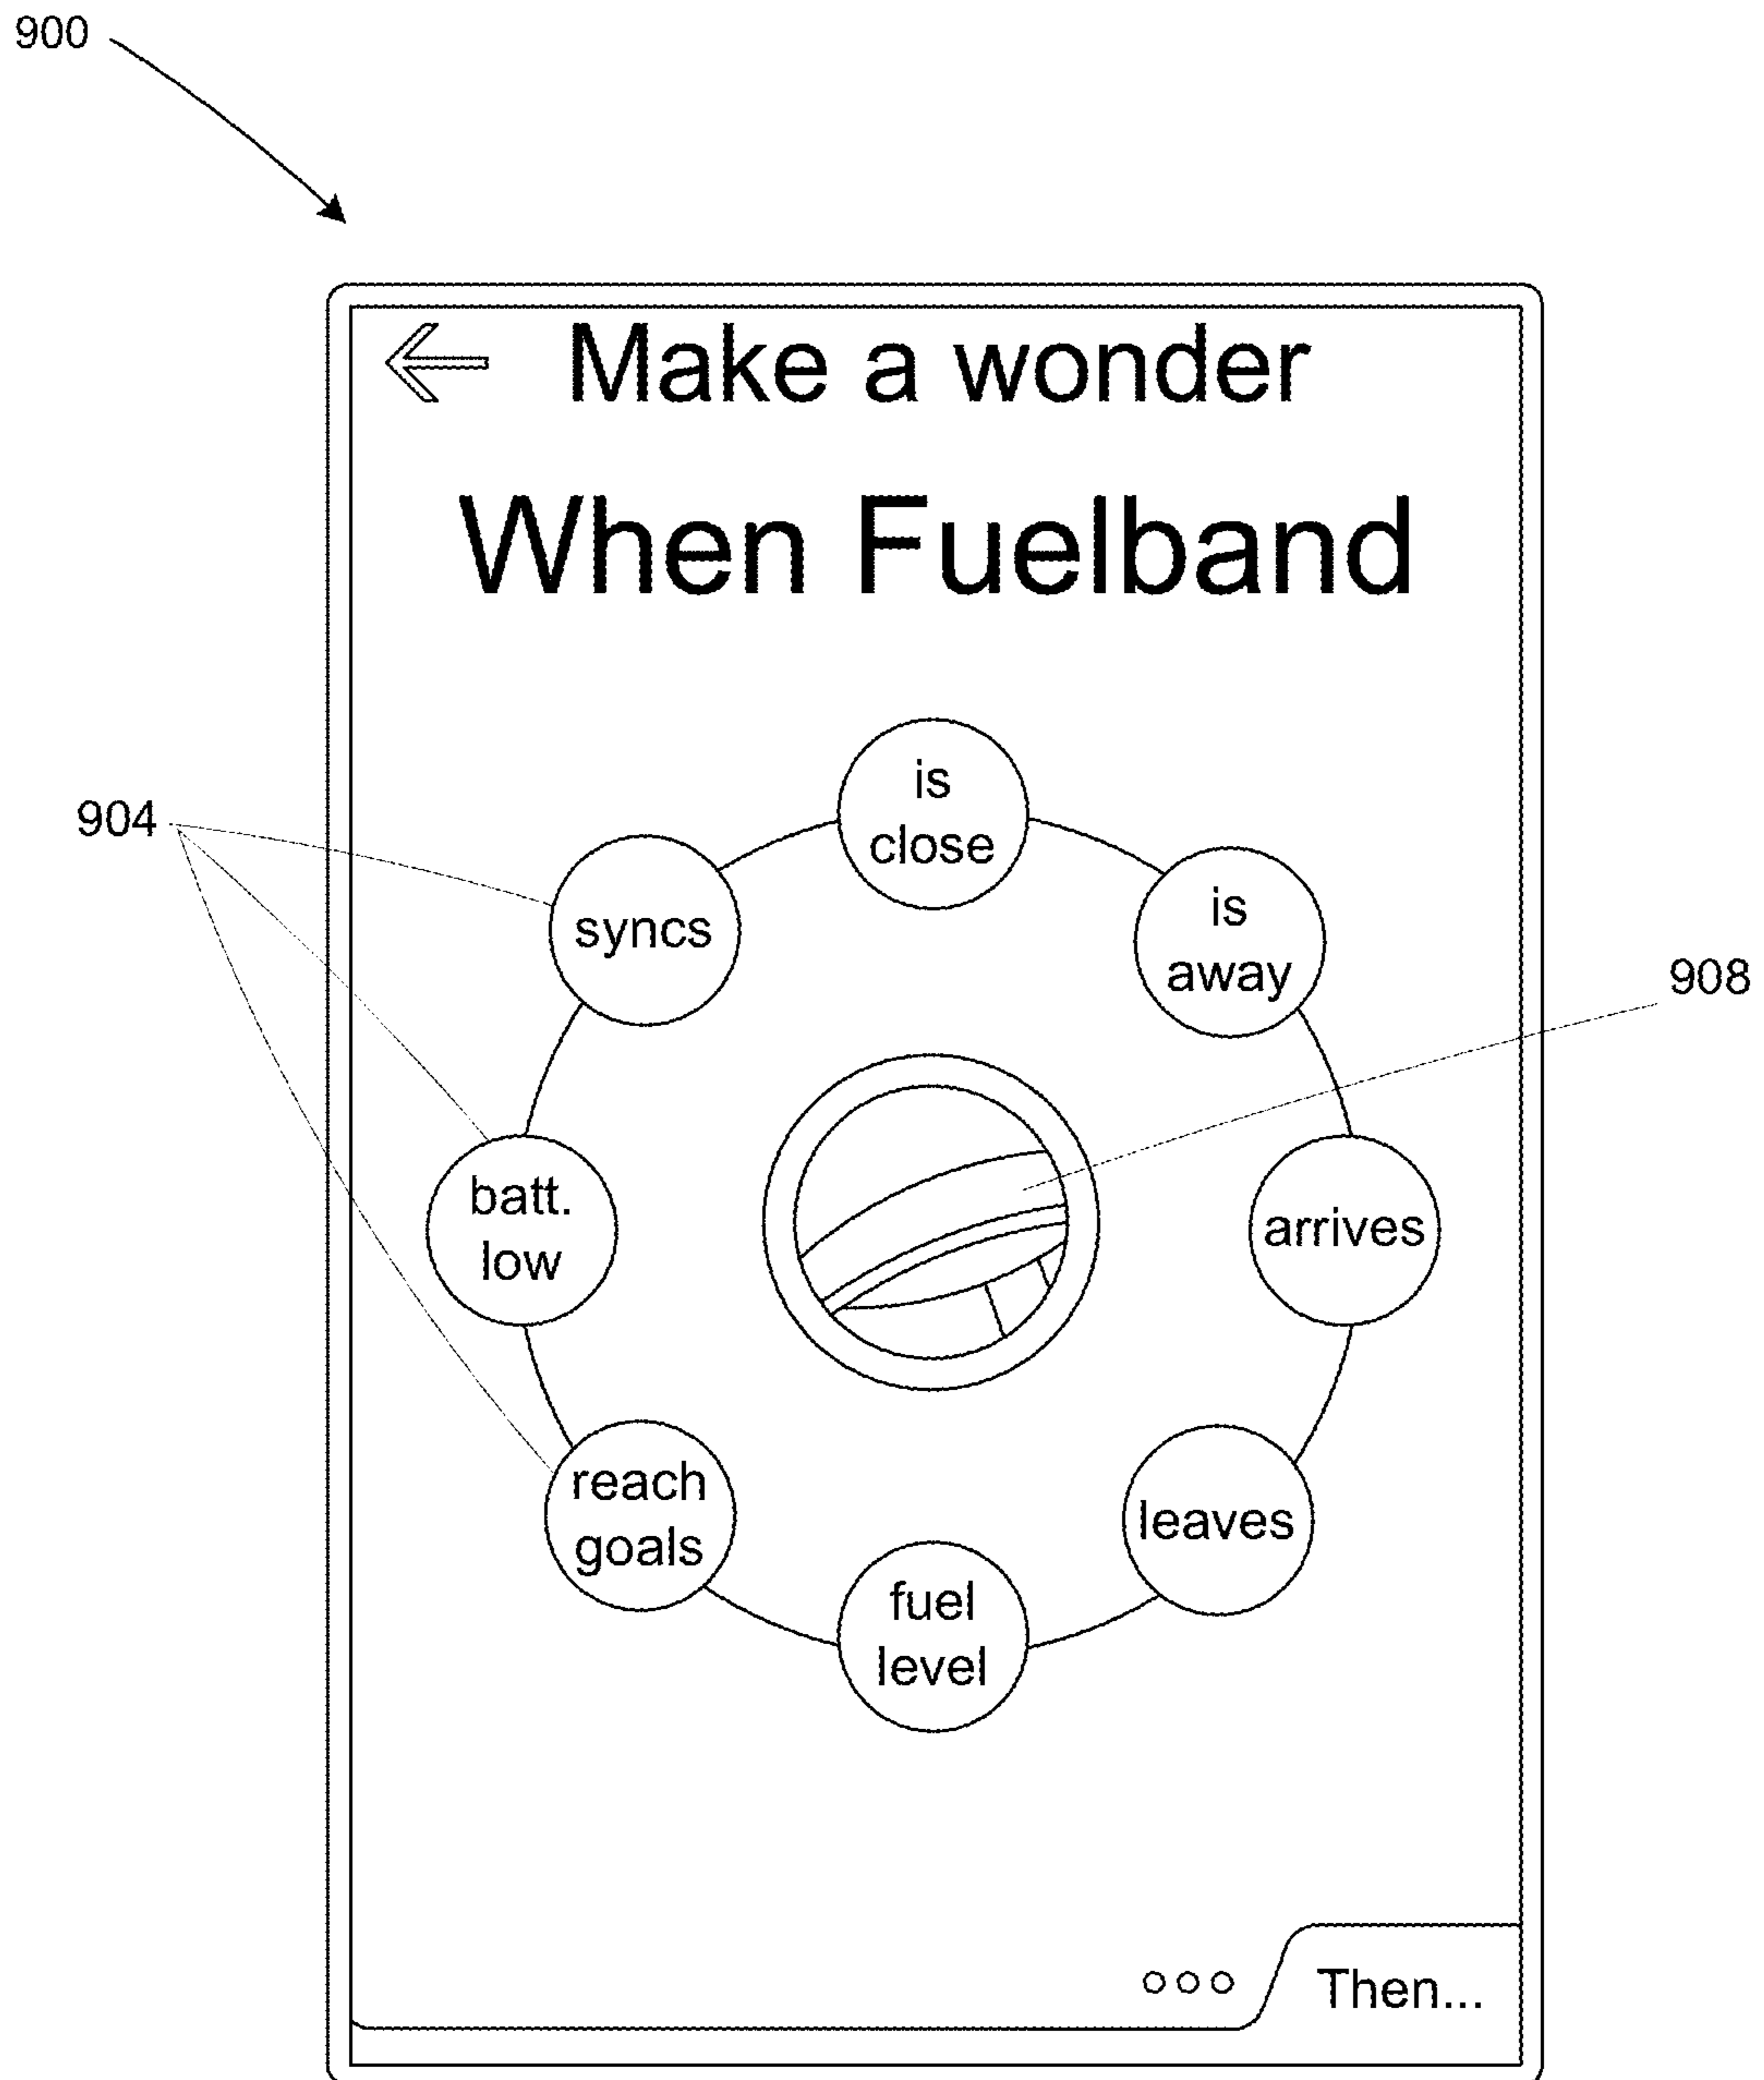 900
Make a wonder
When Fuelband
is
close
904
syncs
is
away
908
batt.
low
arrives
reach
goals
leaves
fuel
level
Then...